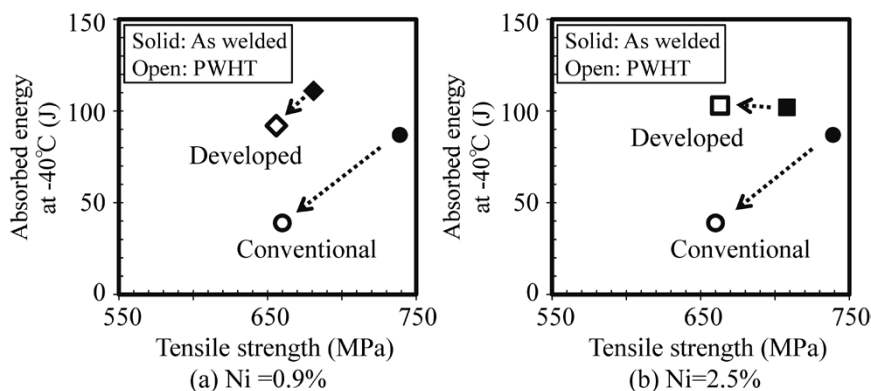 Absorbed energy
at -40℃ (J)
150
100
50
0
Solid: As welded
Open: PWHT
Developed
Conventional
550
650
750
Tensile strength (MPa)
(a) Ni =0.9%
Absorbed energy
at -40℃ (J)
150
100
50
0
Solid: As welded
Open: PWHT
Developed
Conventional
550
650
750
Tensile strength (MPa)
(b) Ni=2.5%